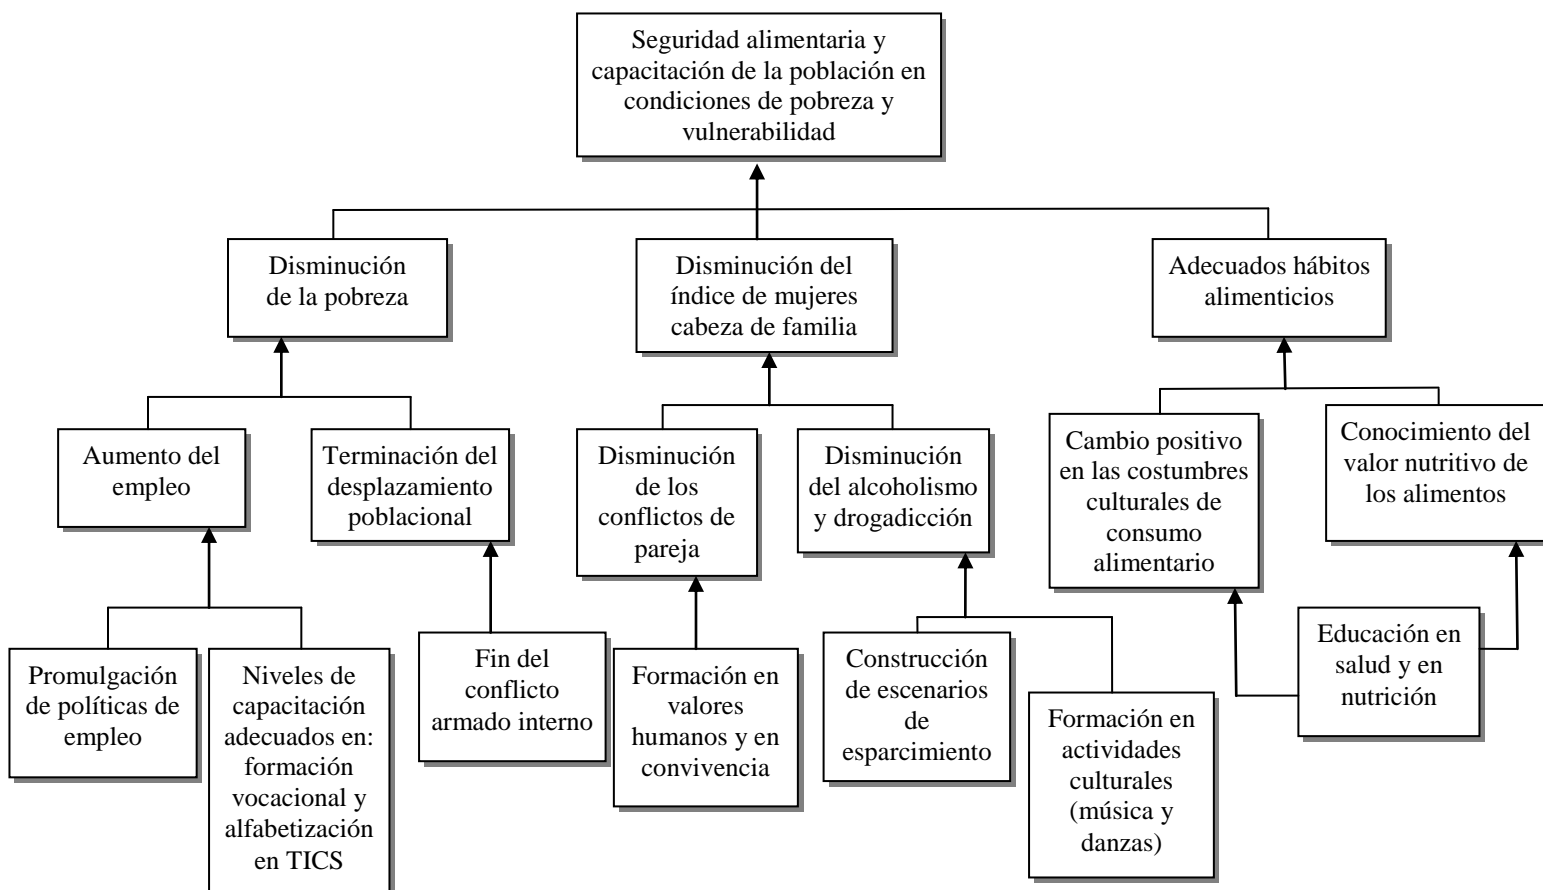 Seguridad alimentaria y
capacitación de la población en
condiciones de pobreza y
vulnerabilidad
Disminución
de la pobreza
Disminución del
índice de mujeres
cabeza de familia
Adecuados hábitos
alimenticios
Aumento del
empleo
Terminación del
desplazamiento
poblacional
Disminución
de los
conflictos de
pareja
Disminución
del alcoholismo
y drogadicción
Cambio positivo
en las costumbres
culturales de
consumo
alimentario
Conocimiento del
valor nutritivo de
los alimentos
Promulgación
de políticas de
empleo
Niveles de
capacitación
adecuados en:
formación
vocacional y
alfabetización
en TICS
Fin del
conflicto
armado interno
Formación en
valores
humanos y en
convivencia
Construcción
de escenarios
de
esparcimiento
Formación en
actividades
culturales
(música y
danzas)
Educación en
salud y en
nutrición